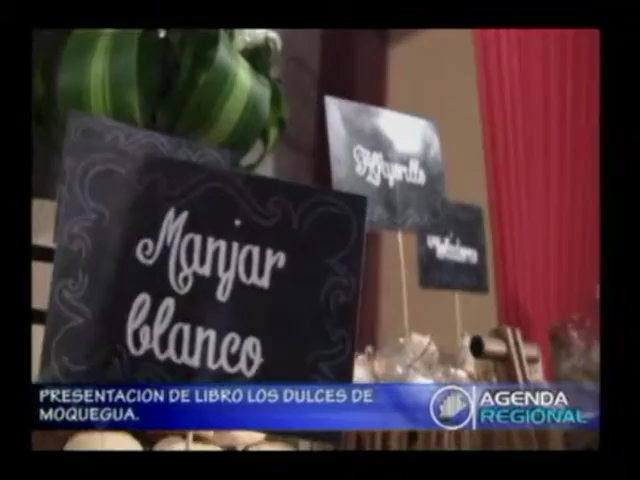 Manjar
blanco
PRESENTACION DE LIBRO LOS DULCES DE
MOQUEGUA.
AGENDA
REGIONAL